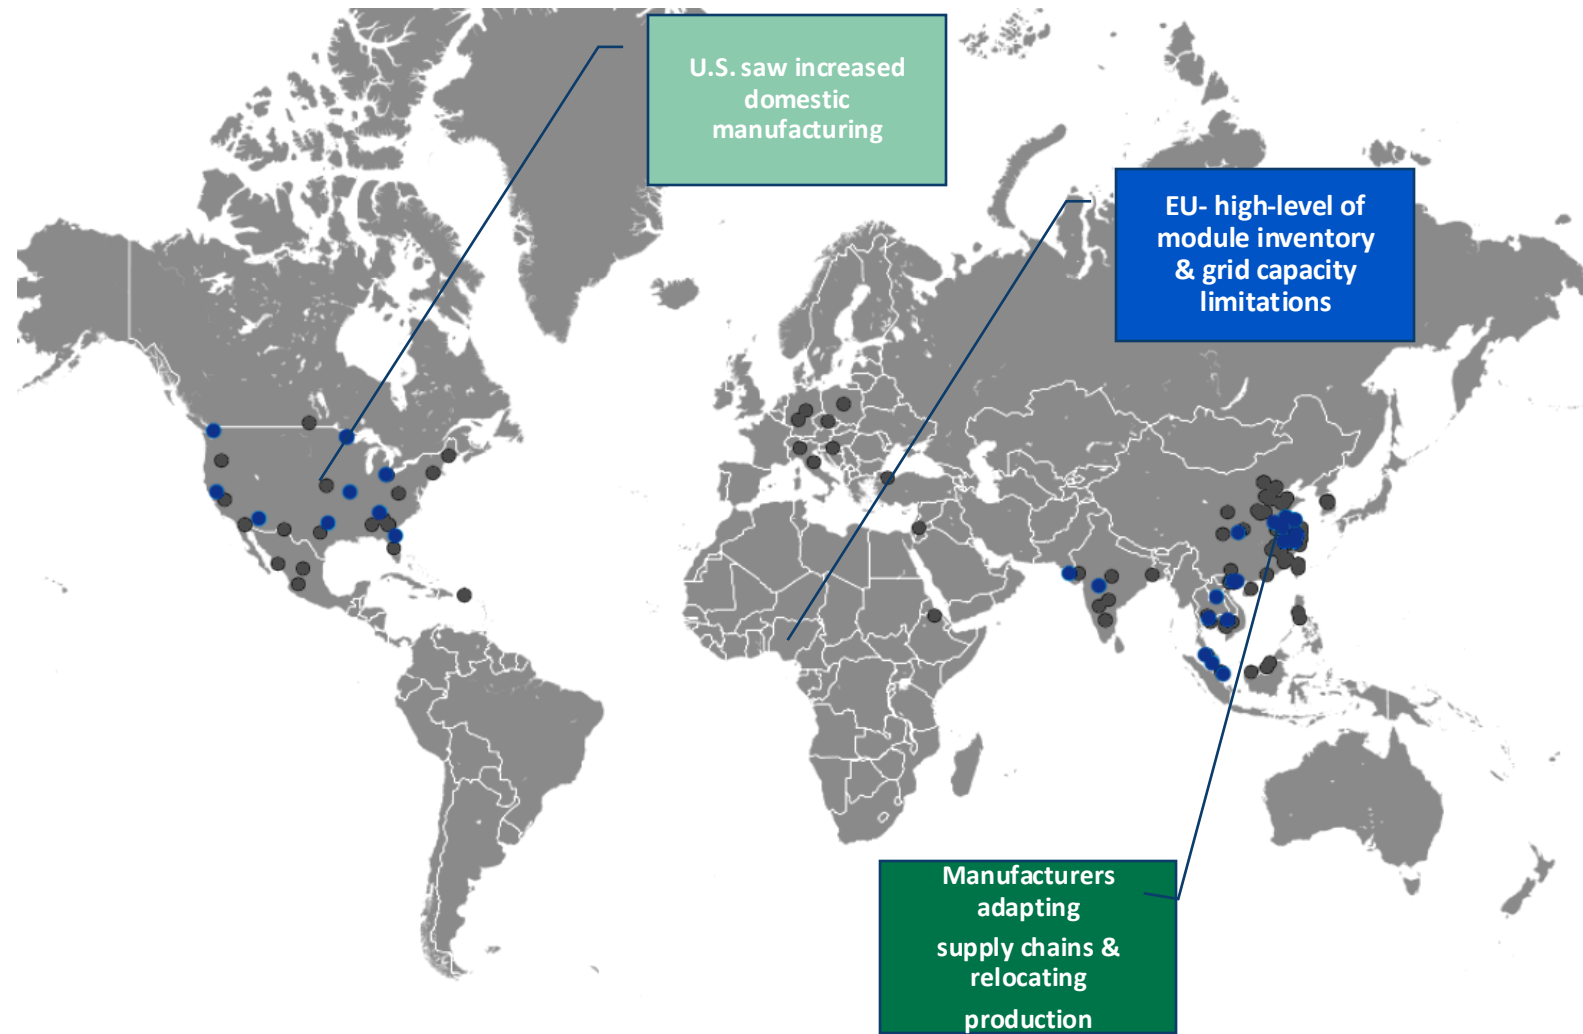 U.S. saw increased
domestic
manufacturing
EU- high-level of
module inventory
& grid capacity
limitations
Manufacturers
adapting
supply chains &
relocating
production